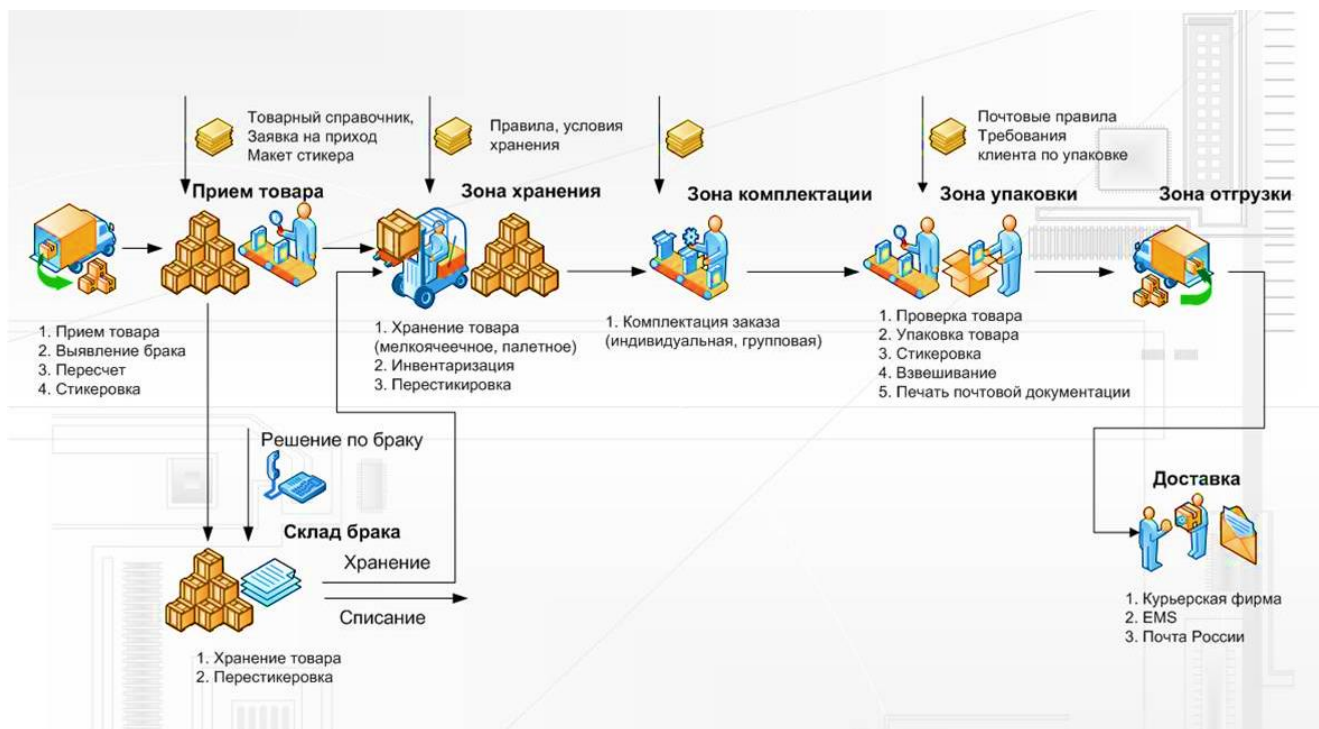 Товарный справочник,
Заявка на приход
Макет стикера
Правила, условия
хранения
Почтовые правила
Требования
клиента по упаковке
Прием товара
Зона хранения
Зона комплектации
Зона упаковки
Зона отгрузки
1. Прием товара
2. Выявление брака
3. Пересчет
4. Стикеровка
1. Хранение товара
(мелкоячеечное, палетное)
2. Инвентаризация
3. Перестикировка
1. Комплектация заказа
(индивидуальная, групповая)
1. Проверка товара
2. Упаковка товара
3. Стикеровка
4. Взвешивание
5. Печать почтовой документации
Решение по браку
Склад брака
Хранение
Списание
1. Хранение товара
2. Перестикеровка
Доставка
1. Курьерская фирма
2. EMS
3. Почта России